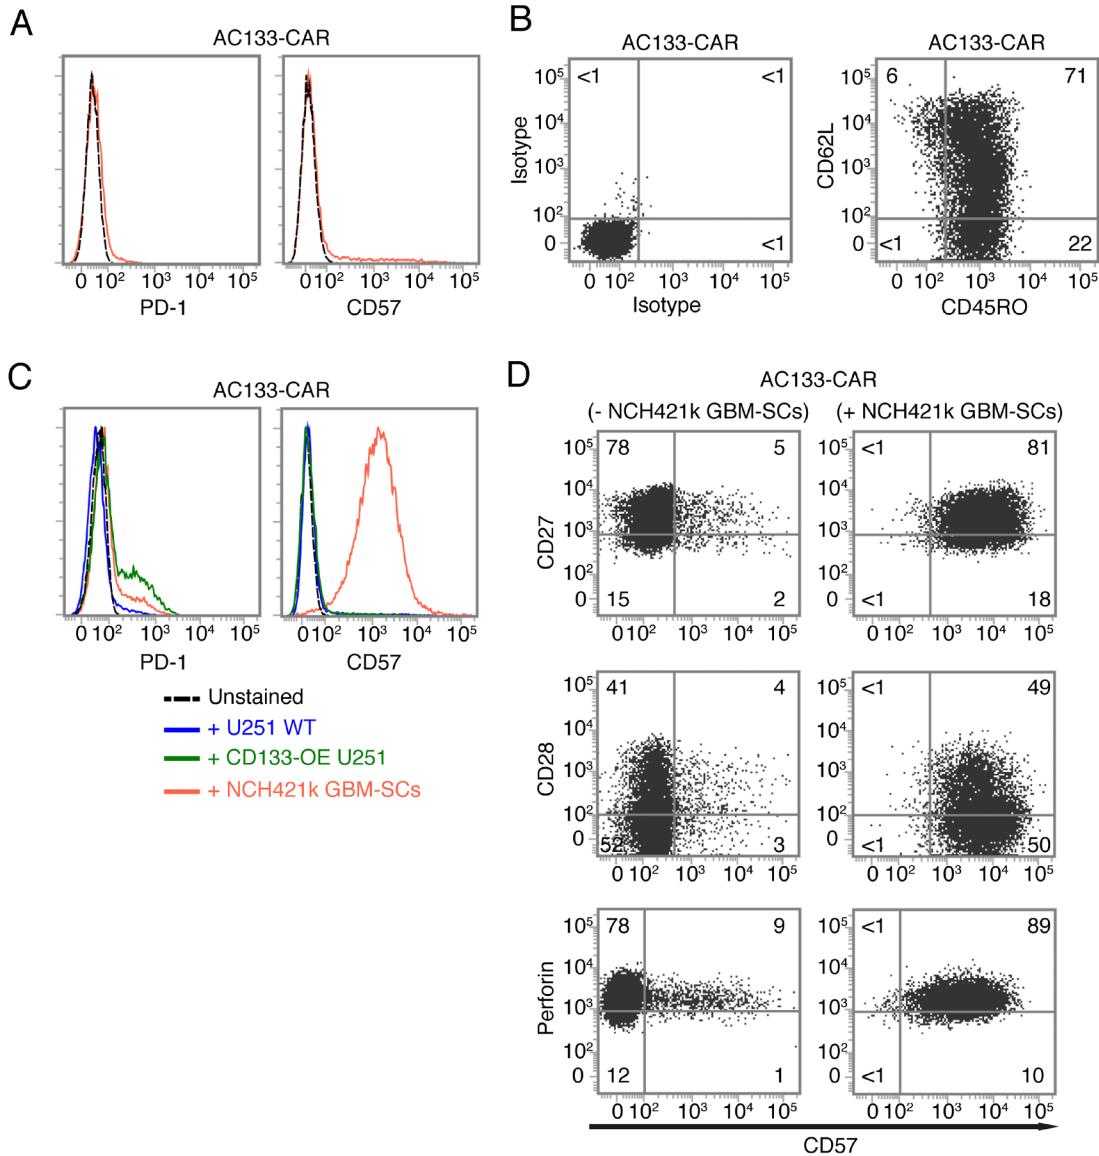 A
AC133-CAR
0 10² 10³ 10⁴ 10⁵
PD-1
0 10² 10³ 10⁴ 10⁵
CD57
B
AC133-CAR
Isotype
10⁵
10⁴
10³
10²
0
<1 <1
<1
0 10² 10³ 10⁴ 10⁵
Isotype
AC133-CAR
CD62L
10⁵
10⁴
10³
10²
0
6 71
<1 22
0 10² 10³ 10⁴ 10⁵
CD45RO
C
AC133-CAR
0 10² 10³ 10⁴ 10⁵
PD-1
0 10² 10³ 10⁴ 10⁵
CD57
Unstained
+ U251 WT
+ CD133-OE U251
+ NCH421k GBM-SCs
D
AC133-CAR
(- NCH421k GBM-SCs) (+ NCH421k GBM-SCs)
CD27
10⁵
10⁴
10³
10²
0
78 5
15 2
0 10² 10³ 10⁴ 10⁵
10⁵
10⁴
10³
10²
0
<1 81
<1 18
0 10² 10³ 10⁴ 10⁵
CD28
10⁵
10⁴
10³
10²
0
41 4
52 3
0 10² 10³ 10⁴ 10⁵
10⁵
10⁴
10³
10²
0
<1 49
<1 50
0 10² 10³ 10⁴ 10⁵
Perforin
10⁵
10⁴
10³
10²
0
78 9
12 1
0 10² 10³ 10⁴ 10⁵
10⁵
10⁴
10³
10²
0
<1 89
<1 10
0 10² 10³ 10⁴ 10⁵
CD57